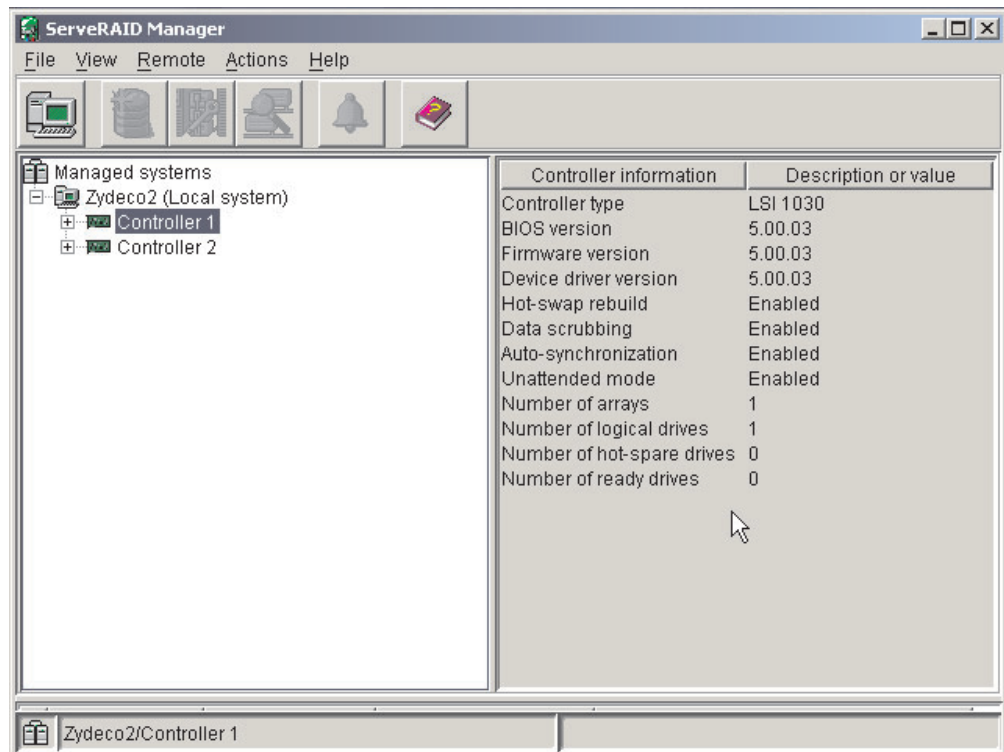 ServeRAID Manager
File View Remote Actions Help
Managed systems
Zydeco2 (Local system)
Controller 1
Controller 2
Controller information Description or value
Controller type LSI 1030
BIOS version 5.00.03
Firmware version 5.00.03
Device driver version 5.00.03
Hot-swap rebuild Enabled
Data scrubbing Enabled
Auto-synchronization Enabled
Unattended mode Enabled
Number of arrays 1
Number of logical drives 1
Number of hot-spare drives 0
Number of ready drives 0
Zydeco2/Controller 1